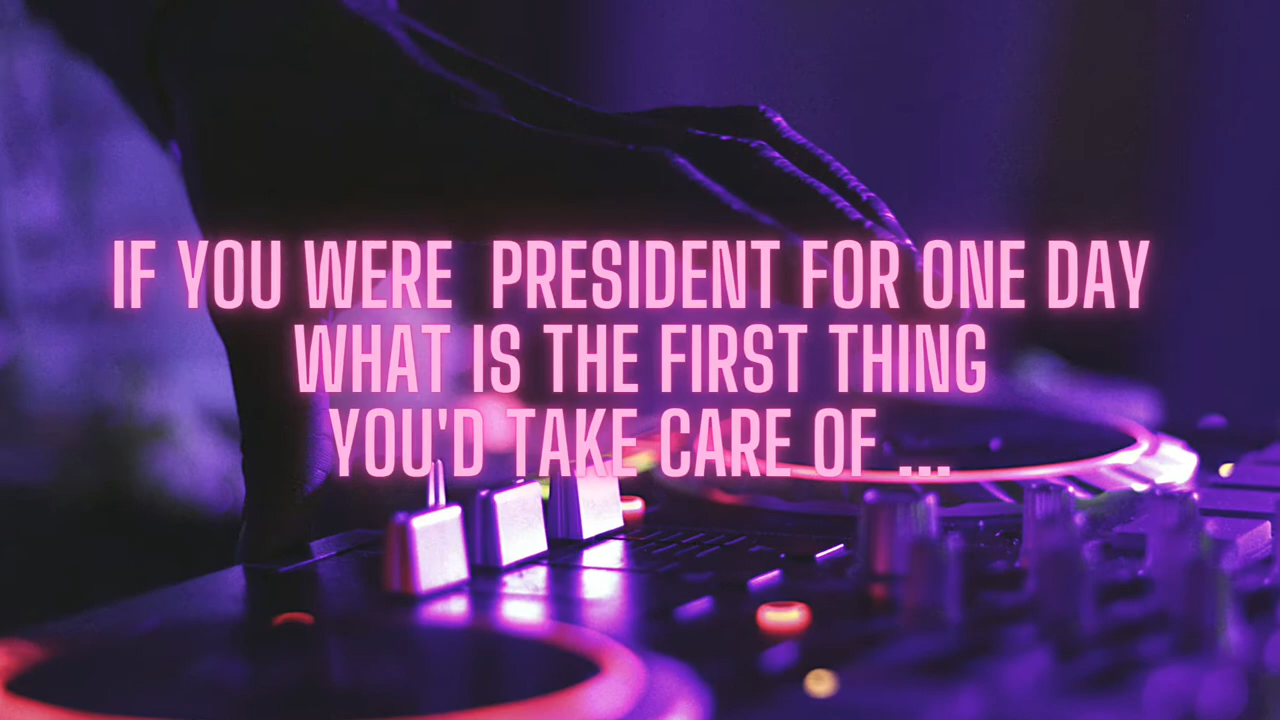 IF YOU WERE  PRESIDENT FOR ONE DAY
WHAT IS THE FIRST THING
YOU'D TAKE CARE OF ...